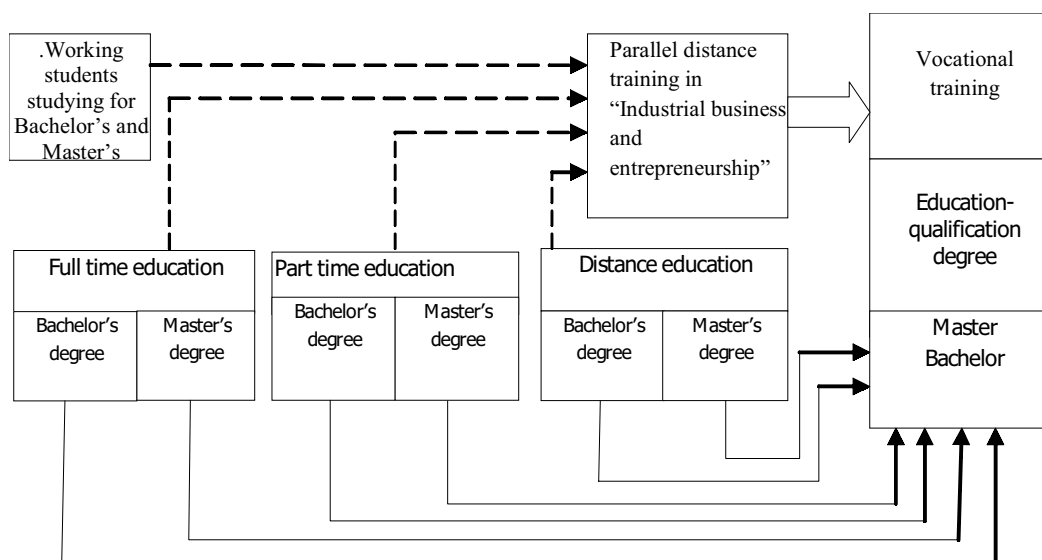 .Working
students
studying for
Bachelor’s and
Master’s
Parallel distance
training in
“Industrial business
and
entrepreneurship”
Vocational
training
Education-
qualification
degree
Master
Bachelor
Full time education
Bachelor’s
degree
Master’s
degree
Part time education
Bachelor’s
degree
Master’s
degree
Distance education
Bachelor’s
degree
Master’s
degree